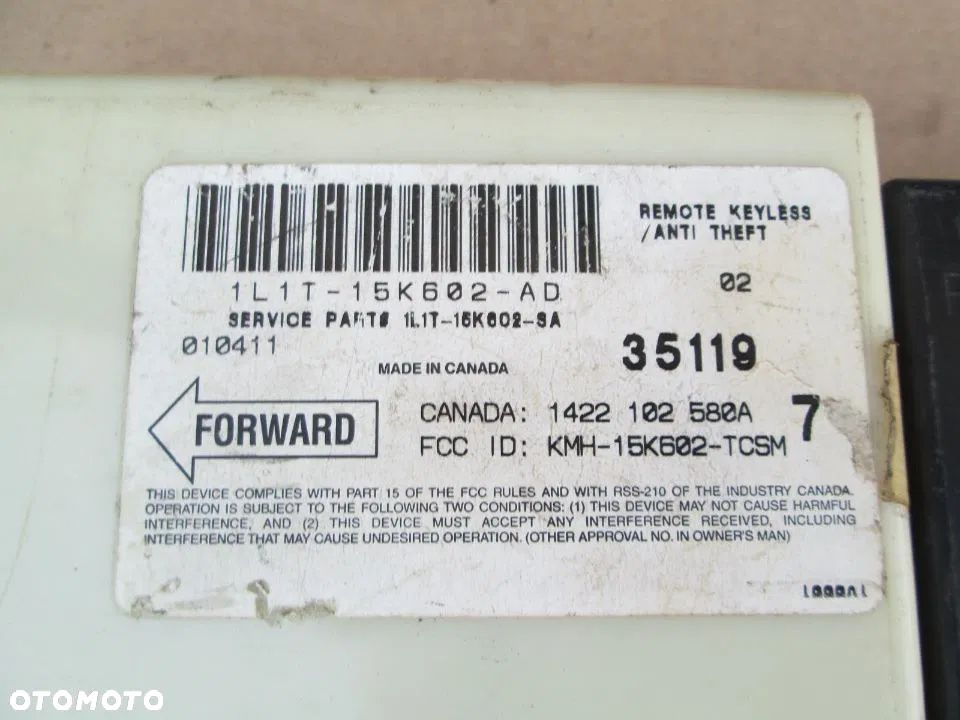 REMOTE KEYLESS
/ANTI THEFT
1L1T-15K602-AD
02
SERVICE PART# 1L1T-15K602-SA
010411
35119
MADE IN CANADA
FORWARD
CANADA: 1422 102 580A
7
FCC ID: KMH-15K602-TCSM
THIS DEVICE COMPLIES WITH PART 15 OF THE FCC RULES AND WITH RSS-210 OF THE INDUSTRY CANADA.
OPERATION IS SUBJECT TO THE FOLLOWING TWO CONDITIONS: (1) THIS DEVICE MAY NOT CAUSE HARMFUL
INTERFERENCE, AND (2) THIS DEVICE MUST ACCEPT ANY INTERFERENCE RECEIVED, INCLUDING
INTERFERENCE THAT MAY CAUSE UNDESIRED OPERATION. (OTHER APPROVAL NO. IN OWNER'S MAN)
OTOMOTO